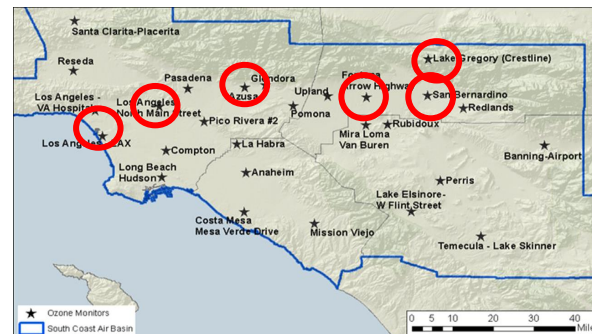 Santa Clarita-Placerita
Reseda
Lake Gregory (Crestline)
Pasadena
Glendora
Fontana
Arrow Highway
Azusa
Upland
San Bernardino
Los Angeles -
VA Hospital
Los Angeles
North Main Street
Pomona
Redlands
Pico Rivera #2
Mira Loma
Van Buren
Rubidoux
Los Angeles - LAX
Compton
La Habra
Banning-Airport
Long Beach
Hudson
Anaheim
Perris
Lake Elsinore-
W Flint Street
Costa Mesa
Mesa Verde Drive
Mission Viejo
Temecula - Lake Skinner
Ozone Monitors
South Coast Air Basin
0 5 10 20 30 40